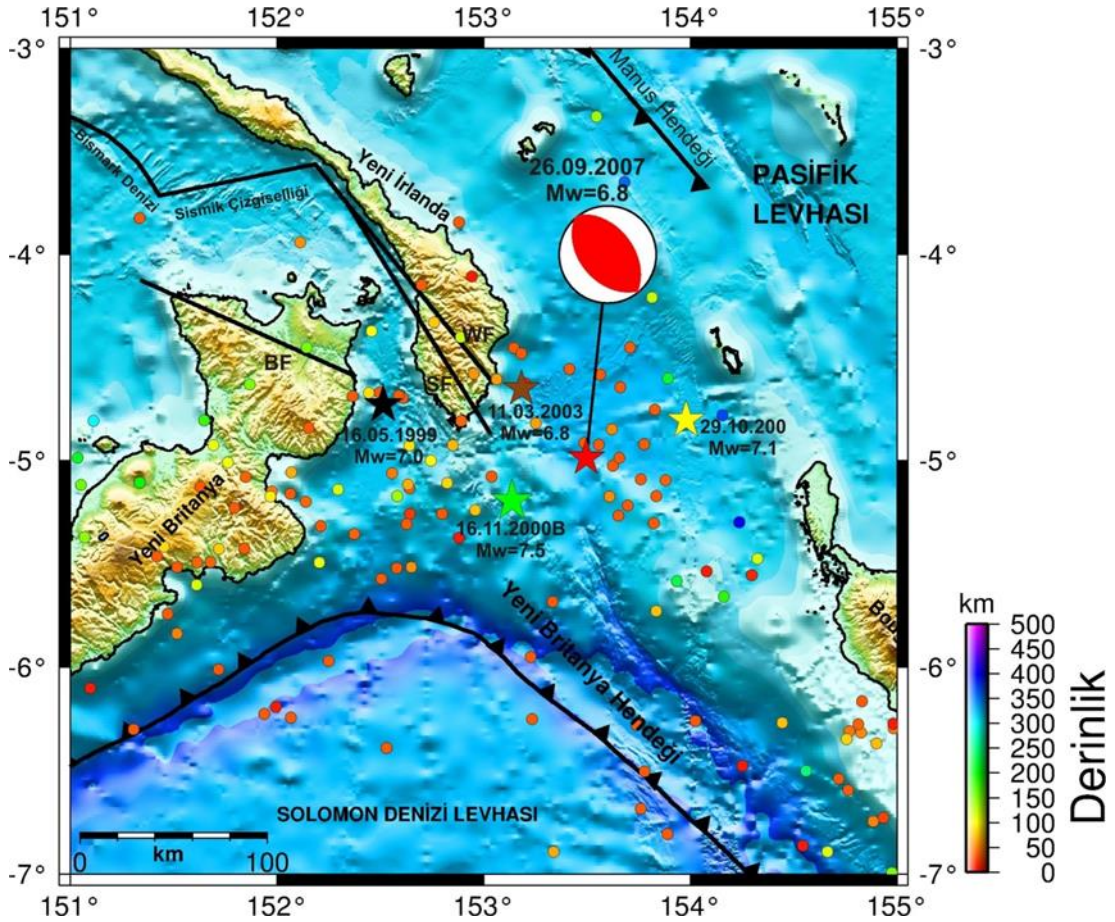 151° 152° 153° 154° 155°
-3° -3°
Manus Hendeği
Bismark Denizi
Sismik Çizgiselliği
Yeni İrlanda
26.09.2007
Mw=6.8
PASİFİK
LEVHASI
-4° -4°
BF
WF
SF
16.05.1999
Mw=7.0
11.03.2003
Mw=6.8
29.10.200
Mw=7.1
-5° -5°
Yeni Britanya
16.11.2000B
Mw=7.5
Yeni Britanya Hendeği
-6° -6°
SOLOMON DENİZİ LEVHASI
0 100
km
-7° -7°
151° 152° 153° 154° 155°
km
500
450
400
350
300
250
200
150
100
50
0
Derinlik